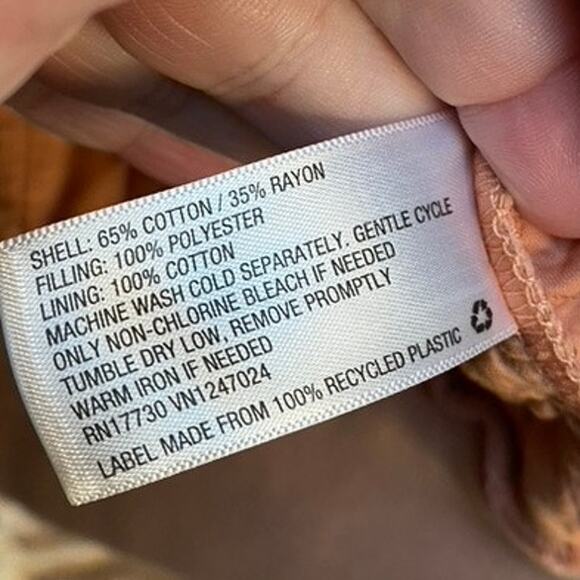 SHELL: 65% COTTON / 35% RAYON
FILLING: 100% POLYESTER
LINING: 100% COTTON
MACHINE WASH COLD SEPARATELY, GENTLE CYCLE
ONLY NON-CHLORINE BLEACH IF NEEDED
TUMBLE DRY LOW, REMOVE PROMPTLY
WARM IRON IF NEEDED
RN17730 VN1247024
LABEL MADE FROM 100% RECYCLED PLASTIC